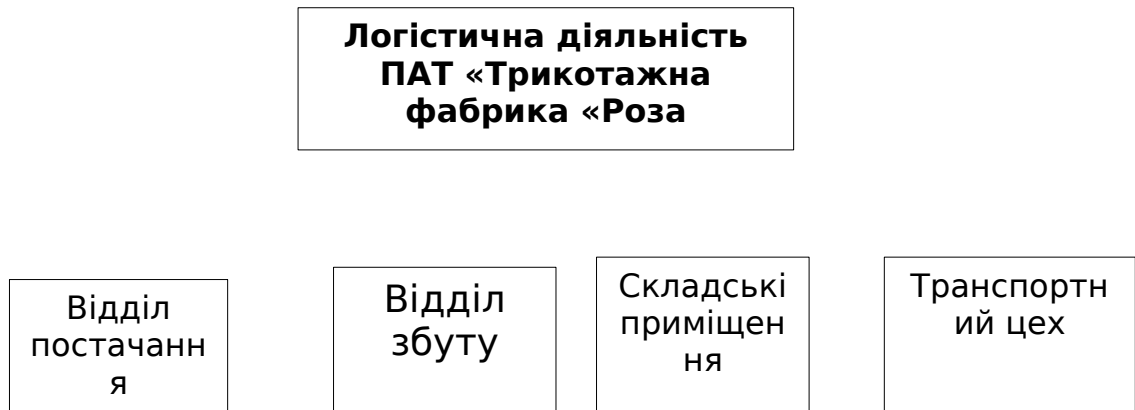 Логістична діяльність
ПАТ «Трикотажна
фабрика «Роза
Відділ
постачанн
я
Відділ
збуту
Складські
приміщен
ня
Транспортн
ий цех